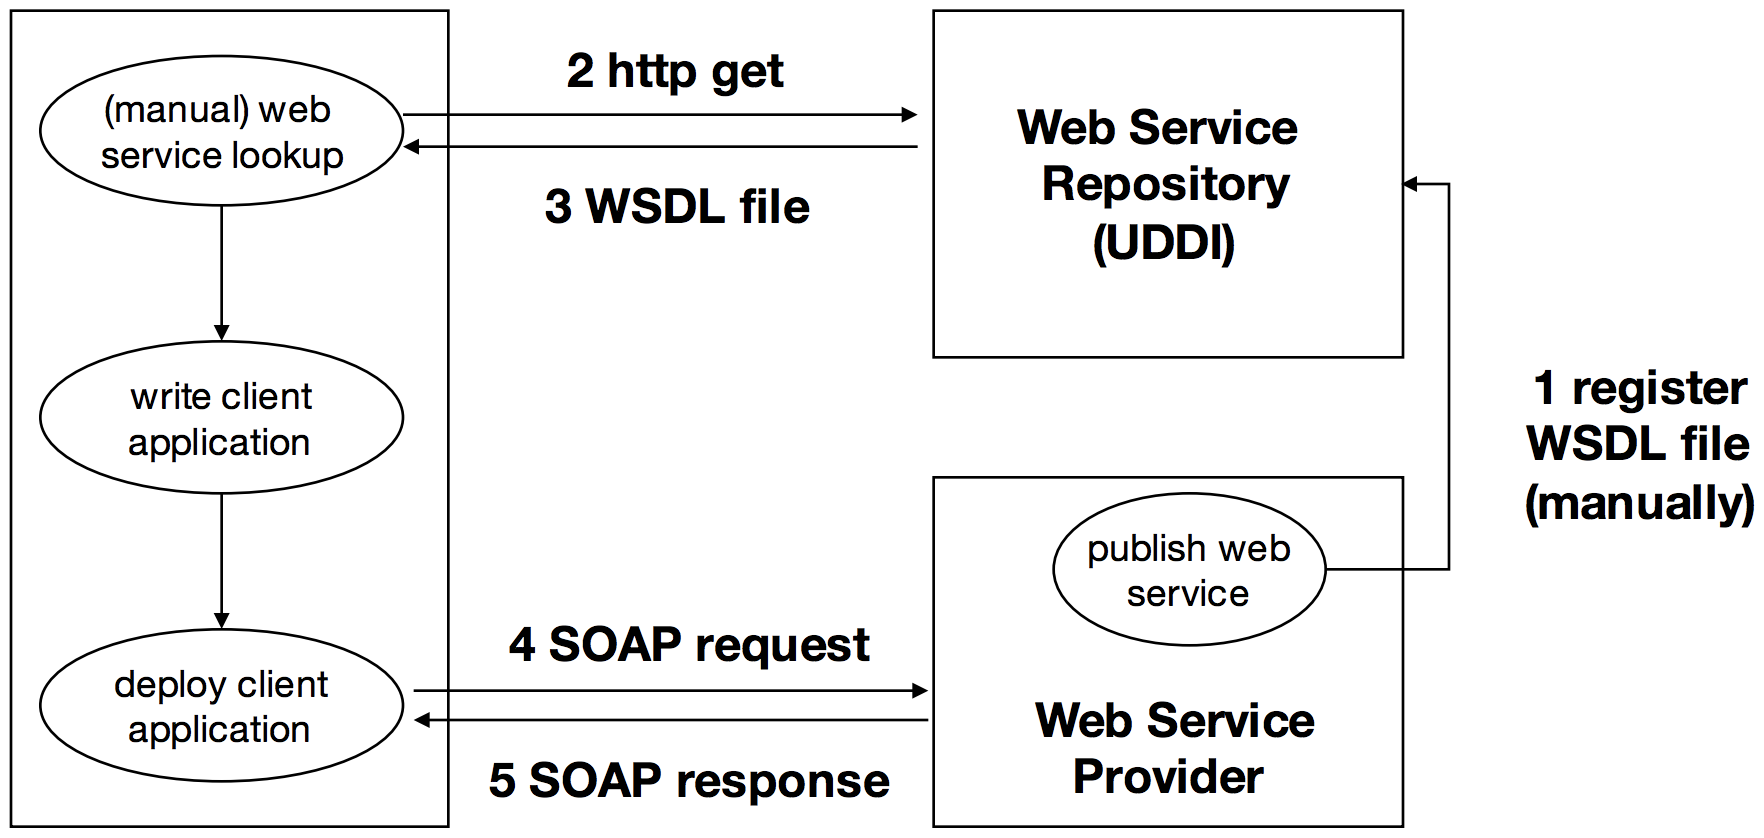 (manual) web
service lookup
2 http get
3 WSDL file
Web Service
Repository
(UDDI)
write client
application
1 register
WSDL file
(manually)
publish web
service
deploy client
application
4 SOAP request
5 SOAP response
Web Service
Provider